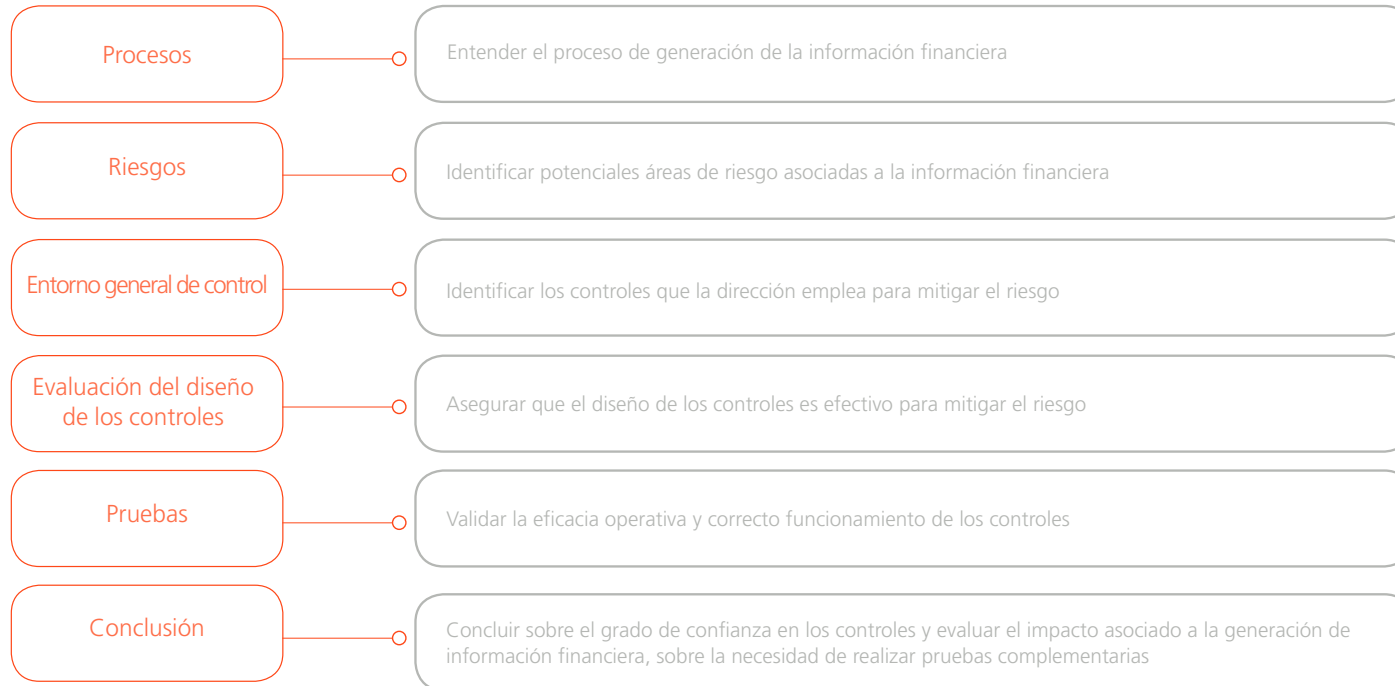 Procesos
Entender el proceso de generación de la información financiera
Riesgos
Identificar potenciales áreas de riesgo asociadas a la información financiera
Entorno general de control
Identificar los controles que la dirección emplea para mitigar el riesgo
Evaluación del diseño
de los controles
Asegurar que el diseño de los controles es efectivo para mitigar el riesgo
Pruebas
Validar la eficacia operativa y correcto funcionamiento de los controles
Conclusión
Concluir sobre el grado de confianza en los controles y evaluar el impacto asociado a la generación de
información financiera, sobre la necesidad de realizar pruebas complementarias